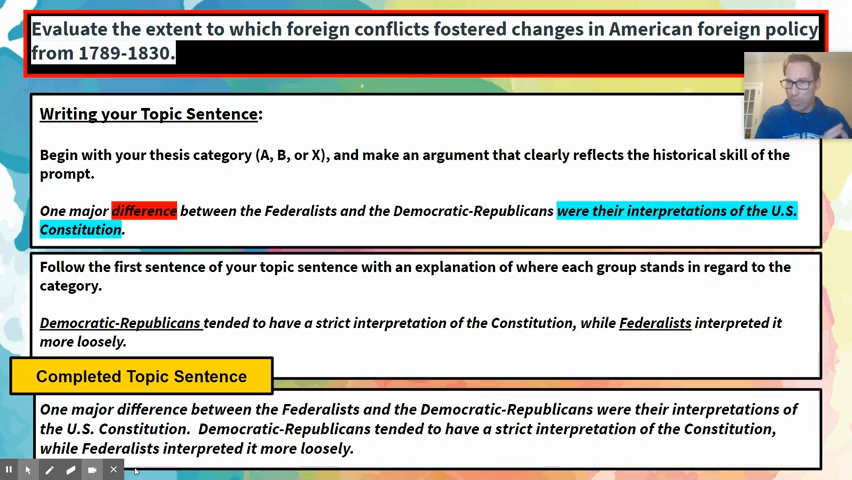 Evaluate the extent to which foreign conflicts fostered changes in American foreign policy
from 1789-1830.
Writing your Topic Sentence:
Begin with your thesis category (A, B, or X), and make an argument that clearly reflects the historical skill of the
prompt.
One major difference between the Federalists and the Democratic-Republicans were their interpretations of the U.S.
Constitution.
Follow the first sentence of your topic sentence with an explanation of where each group stands in regard to the
category.
Democratic-Republicans tended to have a strict interpretation of the Constitution, while Federalists interpreted it
more loosely.
Completed Topic Sentence
One major difference between the Federalists and the Democratic-Republicans were their interpretations of
the U.S. Constitution.  Democratic-Republicans tended to have a strict interpretation of the Constitution,
while Federalists interpreted it more loosely.